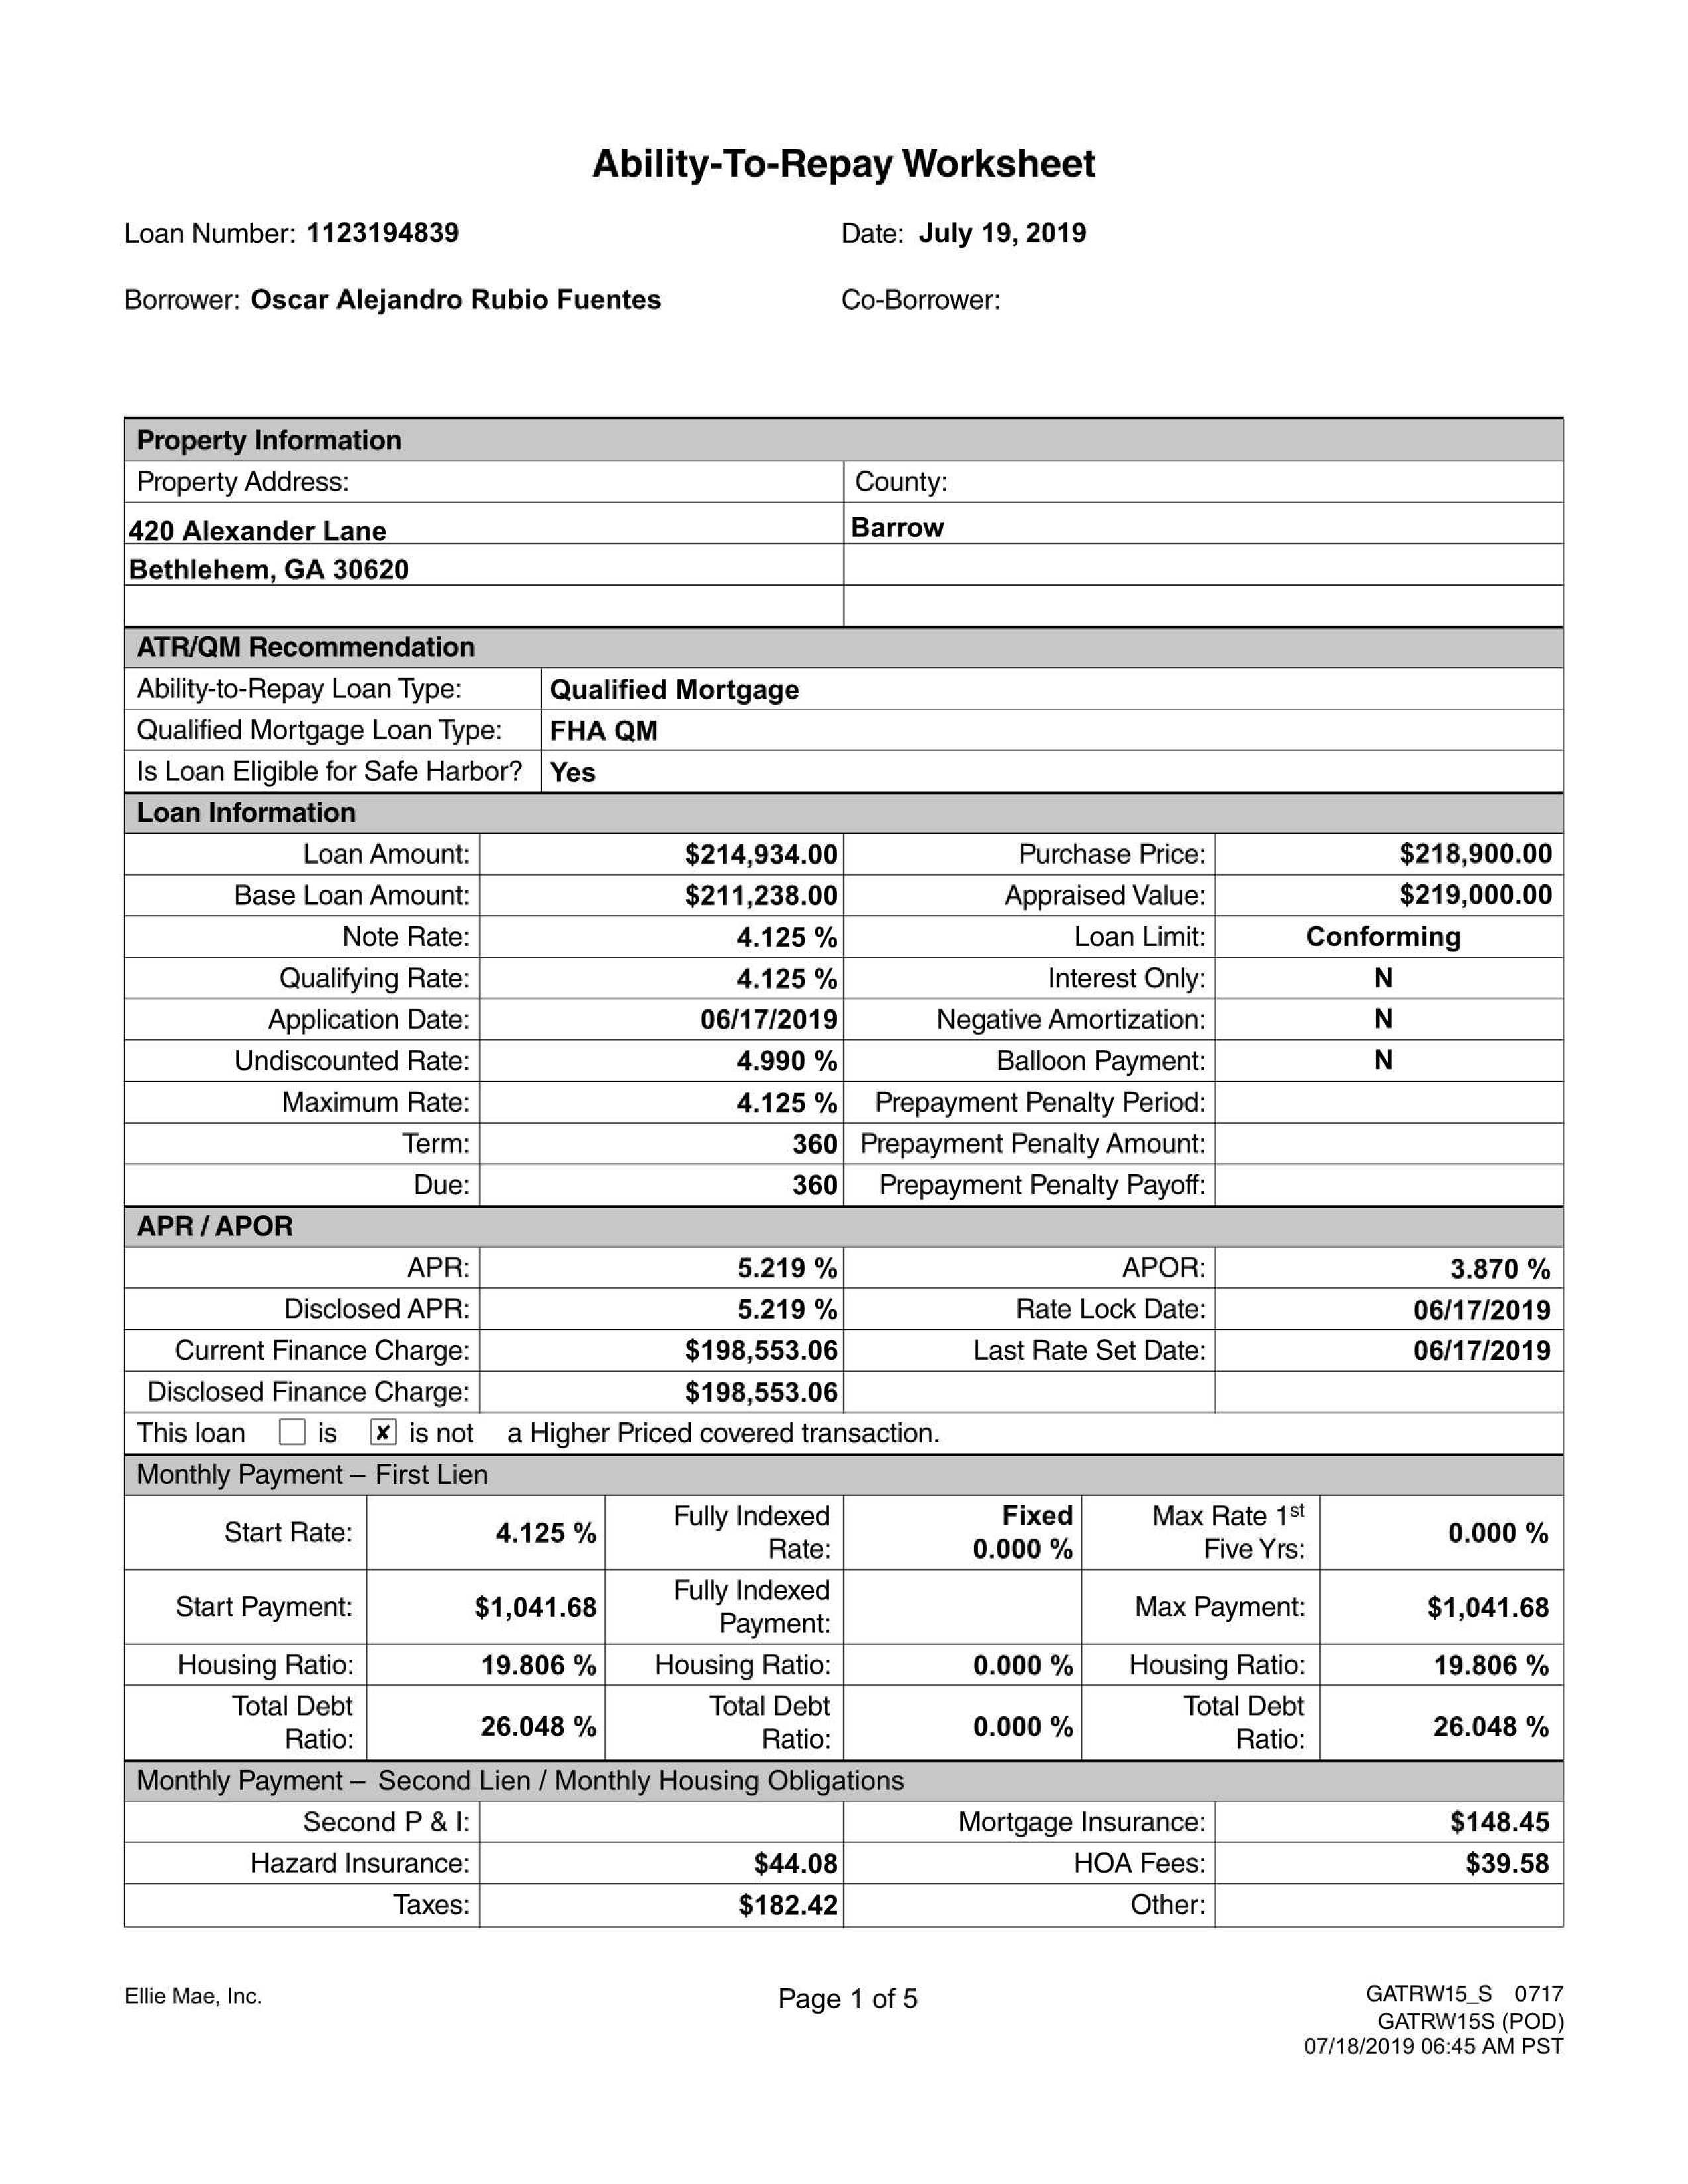 Ability-To-Repay Worksheet
Loan Number: 1123194839 Date: July 19, 2019
Borrower: Oscar Alejandro Rubio Fuentes Co-Borrower:
Property Information
Property Address: County:
420 Alexander Lane Barrow
Bethlehem, GA 30620
ATR/QM Recommendation
Ability-to-Repay Loan Type: Qualified Mortgage
Qualified Mortgage Loan Type: FHA QM
Is Loan Eligible for Safe Harbor? Yes
Loan Information
Loan Amount: $214,934.00 Purchase Price: $218,900.00
Base Loan Amount: $211,238.00 Appraised Value: $219,000.00
Note Rate: 4.125 % Loan Limit: Conforming
Qualifying Rate: 4.125 % Interest Only: N
Application Date: 06/17/2019 Negative Amortization: N
Undiscounted Rate: 4.990 % Balloon Payment: N
Maximum Rate: 4.125 % Prepayment Penalty Period:
Term: 360 Prepayment Penalty Amount:
Due: 360 Prepayment Penalty Payoff:
APR / APOR
APR: 5.219 % APOR: 3.870 %
Disclosed APR: 5.219 % Rate Lock Date: 06/17/2019
Current Finance Charge: $198,553.06 Last Rate Set Date: 06/17/2019
Disclosed Finance Charge: $198,553.06
This loan ☐ is ☒ is not a Higher Priced covered transaction.
Monthly Payment – First Lien
Start Rate: 4.125 % Fully Indexed Rate: Fixed 0.000 % Max Rate 1st Five Yrs: 0.000 %
Start Payment: $1,041.68 Fully Indexed Payment: Max Payment: $1,041.68
Housing Ratio: 19.806 % Housing Ratio: 0.000 % Housing Ratio: 19.806 %
Total Debt Ratio: 26.048 % Total Debt Ratio: 0.000 % Total Debt Ratio: 26.048 %
Monthly Payment – Second Lien / Monthly Housing Obligations
Second P & I: Mortgage Insurance: $148.45
Hazard Insurance: $44.08 HOA Fees: $39.58
Taxes: $182.42 Other:
Ellie Mae, Inc. Page 1 of 5 GATRW15_S 0717
GATRW15S (POD)
07/18/2019 06:45 AM PST